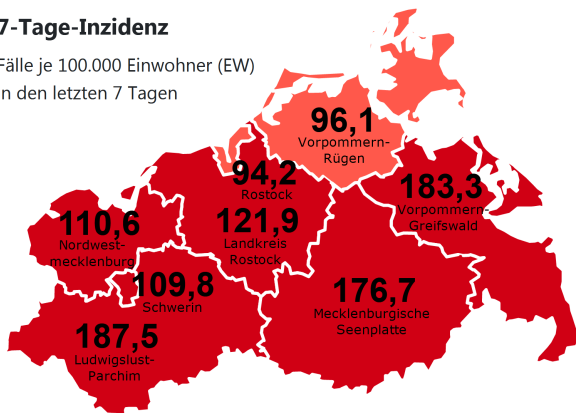 7-Tage-Inzidenz
Fälle je 100.000 Einwohner (EW)
in den letzten 7 Tagen
96,1
Vorpommern-
Rügen
94,2
Rostock
183,3
Vorpommern-
Greifswald
110,6
Nordwest-
mecklenburg
121,9
Landkreis
Rostock
109,8
Schwerin
176,7
Mecklenburgische
Seenplatte
187,5
Ludwigslust-
Parchim